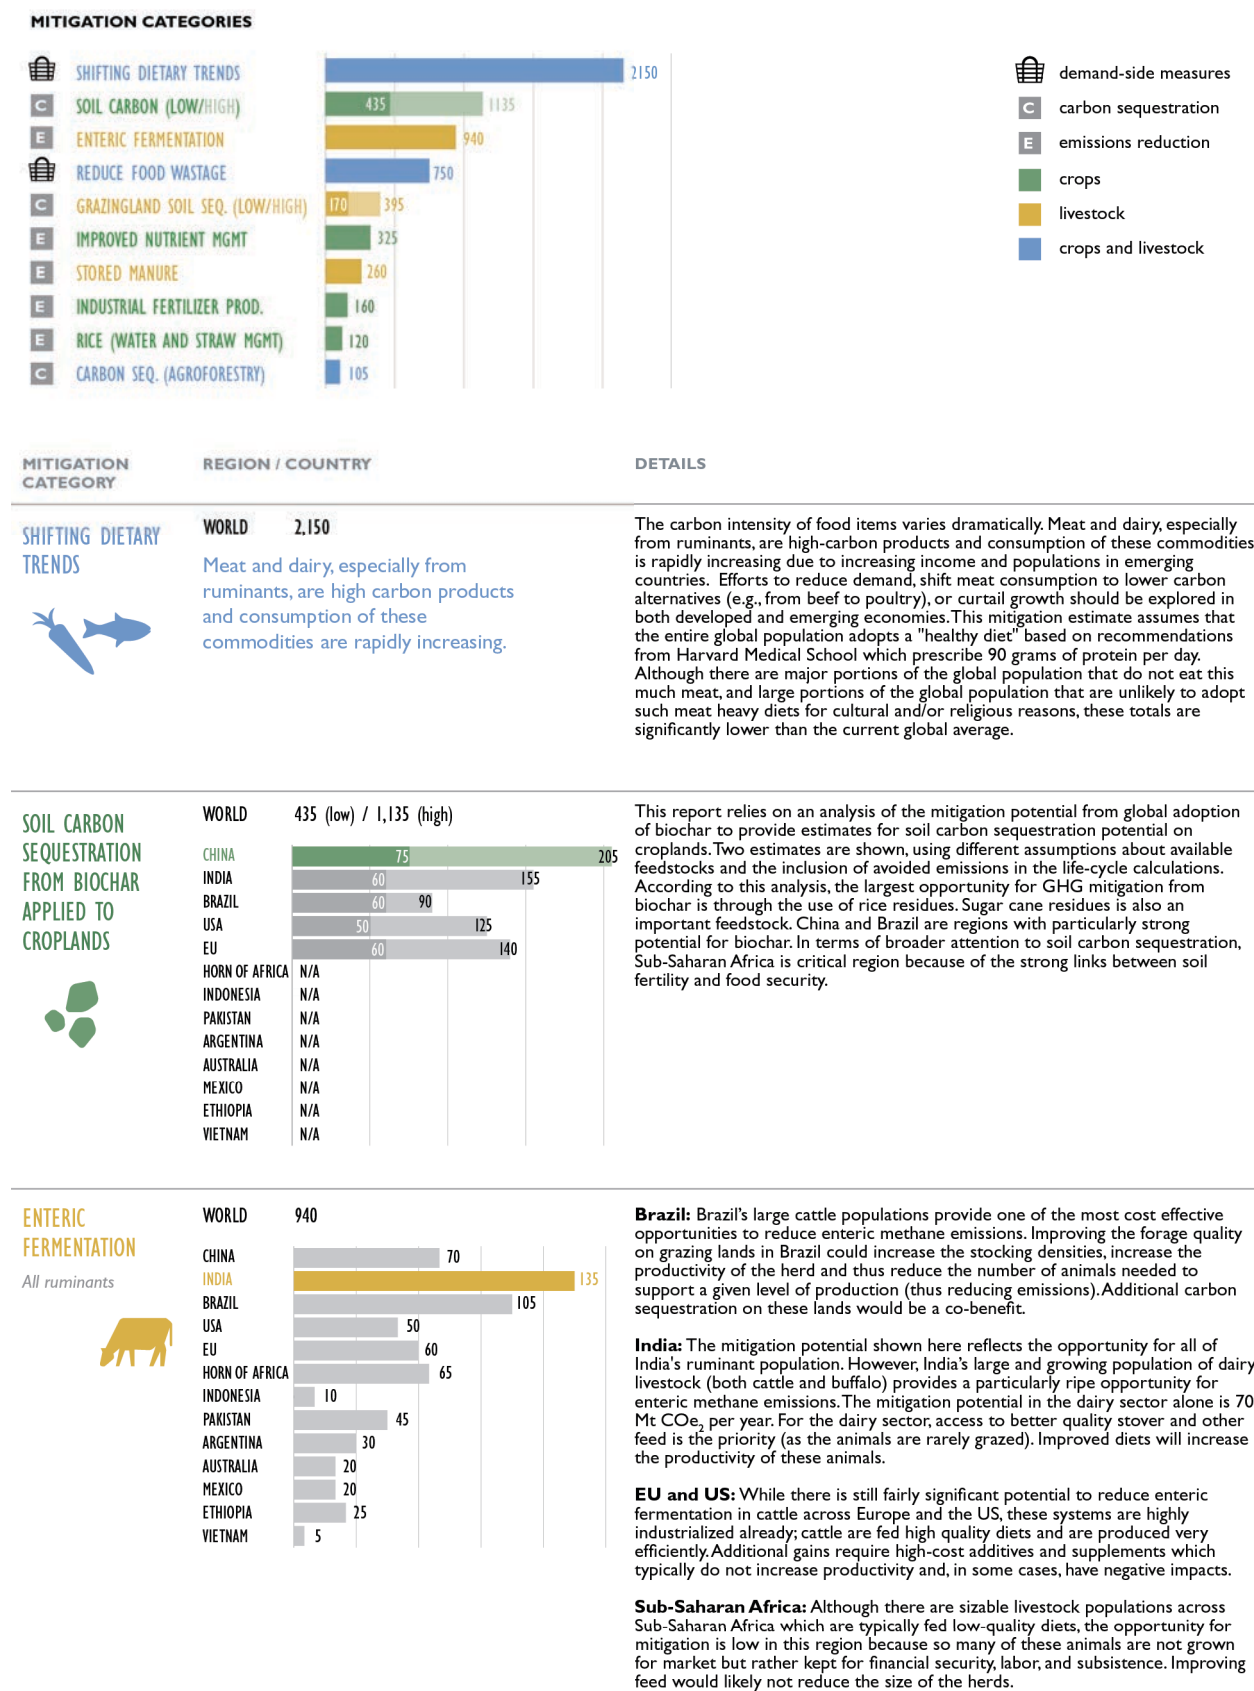 MITIGATION CATEGORIES
SHIFTING DIETARY TRENDS 2150
C SOIL CARBON (LOW/HIGH) 435 1135
E ENTERIC FERMENTATION 940
REDUCE FOOD WASTAGE 750
C GRAZINGLAND SOIL SEQ. (LOW/HIGH) 170 395
E IMPROVED NUTRIENT MGMT 325
E STORED MANURE 260
E INDUSTRIAL FERTILIZER PROD. 160
E RICE (WATER AND STRAW MGMT) 120
C CARBON SEQ. (AGROFORESTRY) 105
demand-side measures
C carbon sequestration
E emissions reduction
crops
livestock
crops and livestock
MITIGATION
CATEGORY
REGION / COUNTRY
DETAILS
SHIFTING DIETARY
TRENDS
WORLD 2,150
Meat and dairy, especially from
ruminants, are high carbon products
and consumption of these
commodities are rapidly increasing.
The carbon intensity of food items varies dramatically. Meat and dairy, especially
from ruminants, are high-carbon products and consumption of these commodities
is rapidly increasing due to increasing income and populations in emerging
countries. Efforts to reduce demand, shift meat consumption to lower carbon
alternatives (e.g., from beef to poultry), or curtail growth should be explored in
both developed and emerging economies. This mitigation estimate assumes that
the entire global population adopts a "healthy diet" based on recommendations
from Harvard Medical School which prescribe 90 grams of protein per day.
Although there are major portions of the global population that do not eat this
much meat, and large portions of the global population that are unlikely to adopt
such meat heavy diets for cultural and/or religious reasons, these totals are
significantly lower than the current global average.
SOIL CARBON
SEQUESTRATION
FROM BIOCHAR
APPLIED TO
CROPLANDS
WORLD 435 (low) / 1,135 (high)
CHINA 75 205
INDIA 60 155
BRAZIL 60 90
USA 50 125
EU 60 140
HORN OF AFRICA N/A
INDONESIA N/A
PAKISTAN N/A
ARGENTINA N/A
AUSTRALIA N/A
MEXICO N/A
ETHIOPIA N/A
VIETNAM N/A
This report relies on an analysis of the mitigation potential from global adoption
of biochar to provide estimates for soil carbon sequestration potential on
croplands. Two estimates are shown, using different assumptions about available
feedstocks and the inclusion of avoided emissions in the life-cycle calculations.
According to this analysis, the largest opportunity for GHG mitigation from
biochar is through the use of rice residues. Sugar cane residues is also an
important feedstock. China and Brazil are regions with particularly strong
potential for biochar. In terms of broader attention to soil carbon sequestration,
Sub-Saharan Africa is critical region because of the strong links between soil
fertility and food security.
ENTERIC
FERMENTATION
All ruminants
WORLD 940
CHINA 70
INDIA 135
BRAZIL 105
USA 50
EU 60
HORN OF AFRICA 65
INDONESIA 10
PAKISTAN 45
ARGENTINA 30
AUSTRALIA 20
MEXICO 20
ETHIOPIA 25
VIETNAM 5
Brazil: Brazil's large cattle populations provide one of the most cost effective
opportunities to reduce enteric methane emissions. Improving the forage quality
on grazing lands in Brazil could increase the stocking densities, increase the
productivity of the herd and thus reduce the number of animals needed to
support a given level of production (thus reducing emissions). Additional carbon
sequestration on these lands would be a co-benefit.
India: The mitigation potential shown here reflects the opportunity for all of
India's ruminant population. However, India's large and growing population of dairy
livestock (both cattle and buffalo) provides a particularly ripe opportunity for
enteric methane emissions. The mitigation potential in the dairy sector alone is 70
Mt COe₂ per year. For the dairy sector, access to better quality stover and other
feed is the priority (as the animals are rarely grazed). Improved diets will increase
the productivity of these animals.
EU and US: While there is still fairly significant potential to reduce enteric
fermentation in cattle across Europe and the US, these systems are highly
industrialized already; cattle are fed high quality diets and are produced very
efficiently. Additional gains require high-cost additives and supplements which
typically do not increase productivity and, in some cases, have negative impacts.
Sub-Saharan Africa: Although there are sizable livestock populations across
Sub-Saharan Africa which are typically fed low-quality diets, the opportunity for
mitigation is low in this region because so many of these animals are not grown
for market but rather kept for financial security, labor, and subsistence. Improving
feed would likely not reduce the size of the herds.